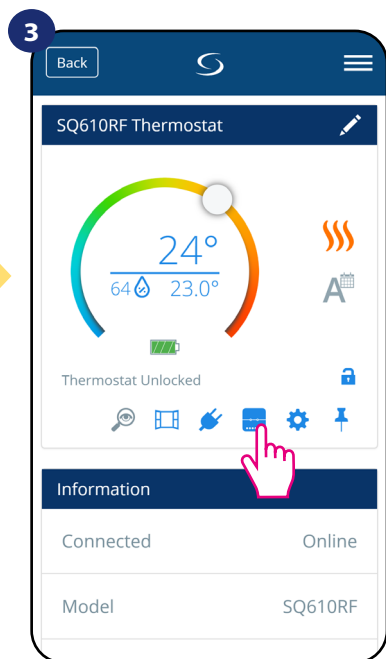 3
Back
SQ610RF Thermostat
24°
64 23.0°
A
Thermostat Unlocked
Information
Connected Online
Model SQ610RF